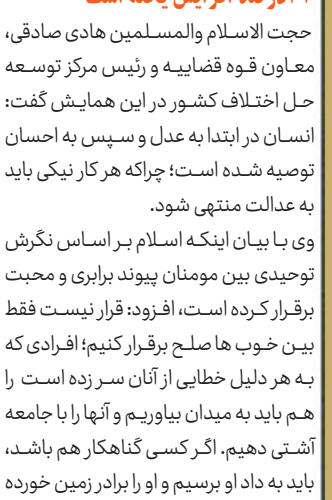 درصد افزایش یافته است
حجت الاسلام والمسلمین هادی صادقی،
معاون قوه قضاییه و رئیس مرکز توسعه
حل اختلاف کشور در این همایش گفت:
انسان در ابتدا به عدل و سپس به احسان
توصیه شده است؛ چراکه هر کار نیکی باید
به عدالت منتهی شود.
وی با بیان اینکه اسلام بر اساس نگرش
توحیدی بین مومنان پیوند برابری و محبت
برقرار کرده است، افزود: قرار نیست فقط
بین خوب ها صلح برقرار کنیم؛ افرادی که
به هر دلیل خطایی از آنان سر زده است را
هم باید به میدان بیاوریم و آنها را با جامعه
آشتی دهیم. اگر کسی گناهکار هم باشد،
باید به داد او برسیم و او را برادر زمین خورده